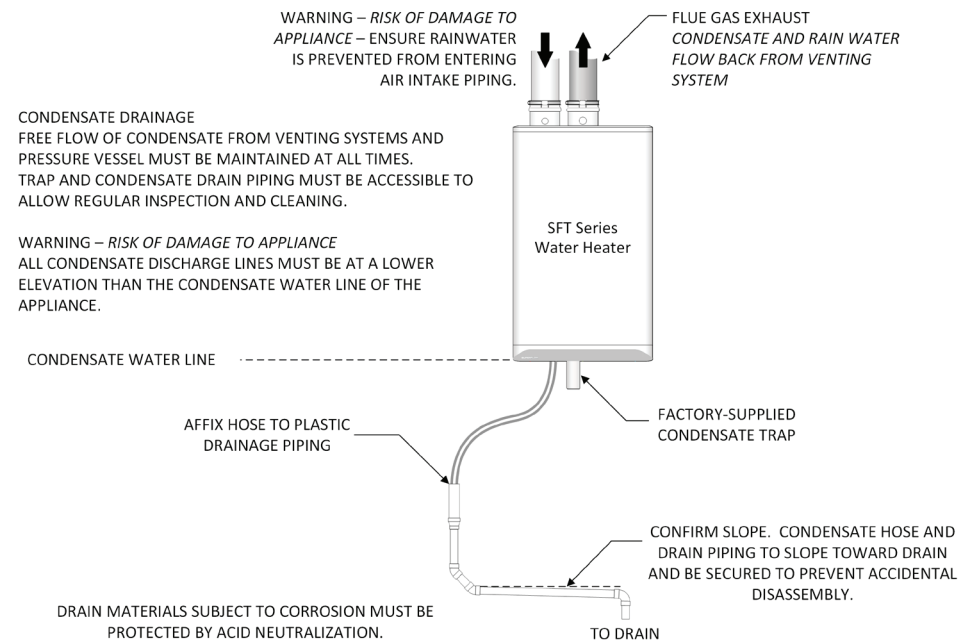 WARNING – RISK OF DAMAGE TO
APPLIANCE – ENSURE RAINWATER
IS PREVENTED FROM ENTERING
AIR INTAKE PIPING.
FLUE GAS EXHAUST
CONDENSATE AND RAIN WATER
FLOW BACK FROM VENTING
SYSTEM
CONDENSATE DRAINAGE
FREE FLOW OF CONDENSATE FROM VENTING SYSTEMS AND
PRESSURE VESSEL MUST BE MAINTAINED AT ALL TIMES.
TRAP AND CONDENSATE DRAIN PIPING MUST BE ACCESSIBLE TO
ALLOW REGULAR INSPECTION AND CLEANING.
WARNING – RISK OF DAMAGE TO APPLIANCE
ALL CONDENSATE DISCHARGE LINES MUST BE AT A LOWER
ELEVATION THAN THE CONDENSATE WATER LINE OF THE
APPLIANCE.
SFT Series
Water Heater
CONDENSATE WATER LINE
FACTORY-SUPPLIED
CONDENSATE TRAP
AFFIX HOSE TO PLASTIC
DRAINAGE PIPING
CONFIRM SLOPE. CONDENSATE HOSE AND
DRAIN PIPING TO SLOPE TOWARD DRAIN
AND BE SECURED TO PREVENT ACCIDENTAL
DISASSEMBLY.
DRAIN MATERIALS SUBJECT TO CORROSION MUST BE
PROTECTED BY ACID NEUTRALIZATION.
TO DRAIN